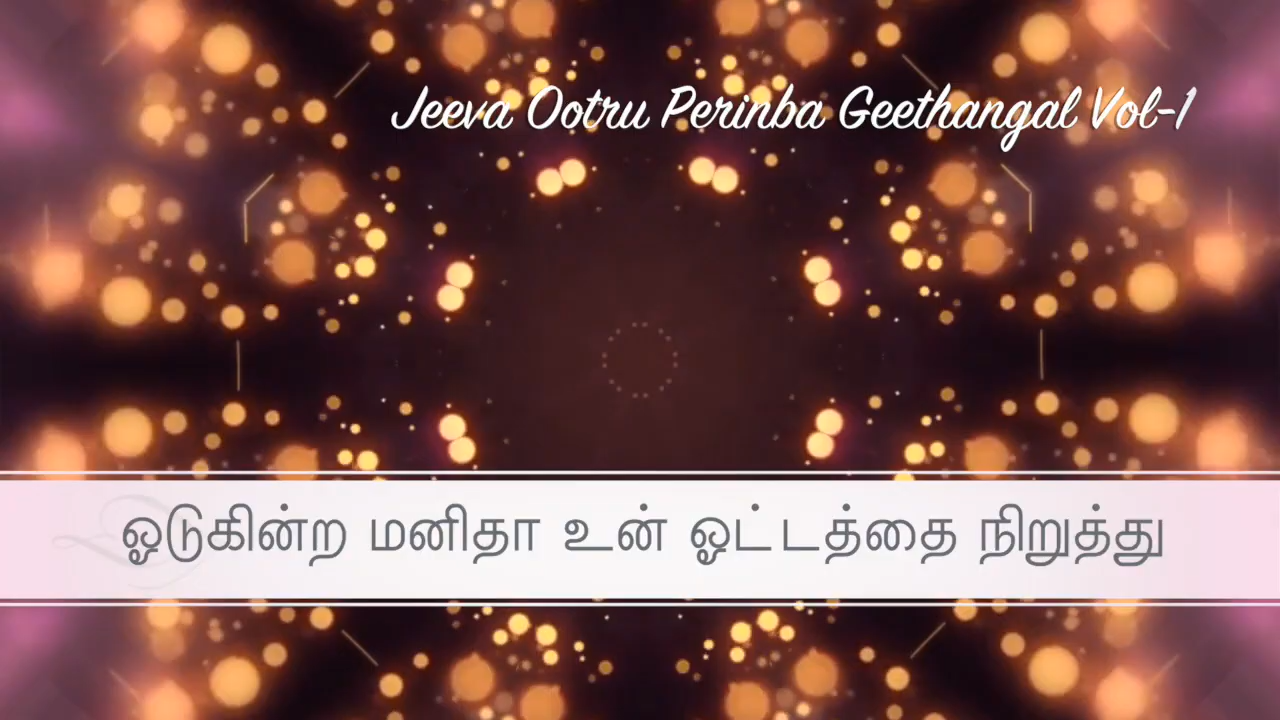 Jeeva Ootru Perinba Geethangal Vol-1
ஓடுகின்ற மனிதா உன் ஓட்டத்தை நிறுத்து